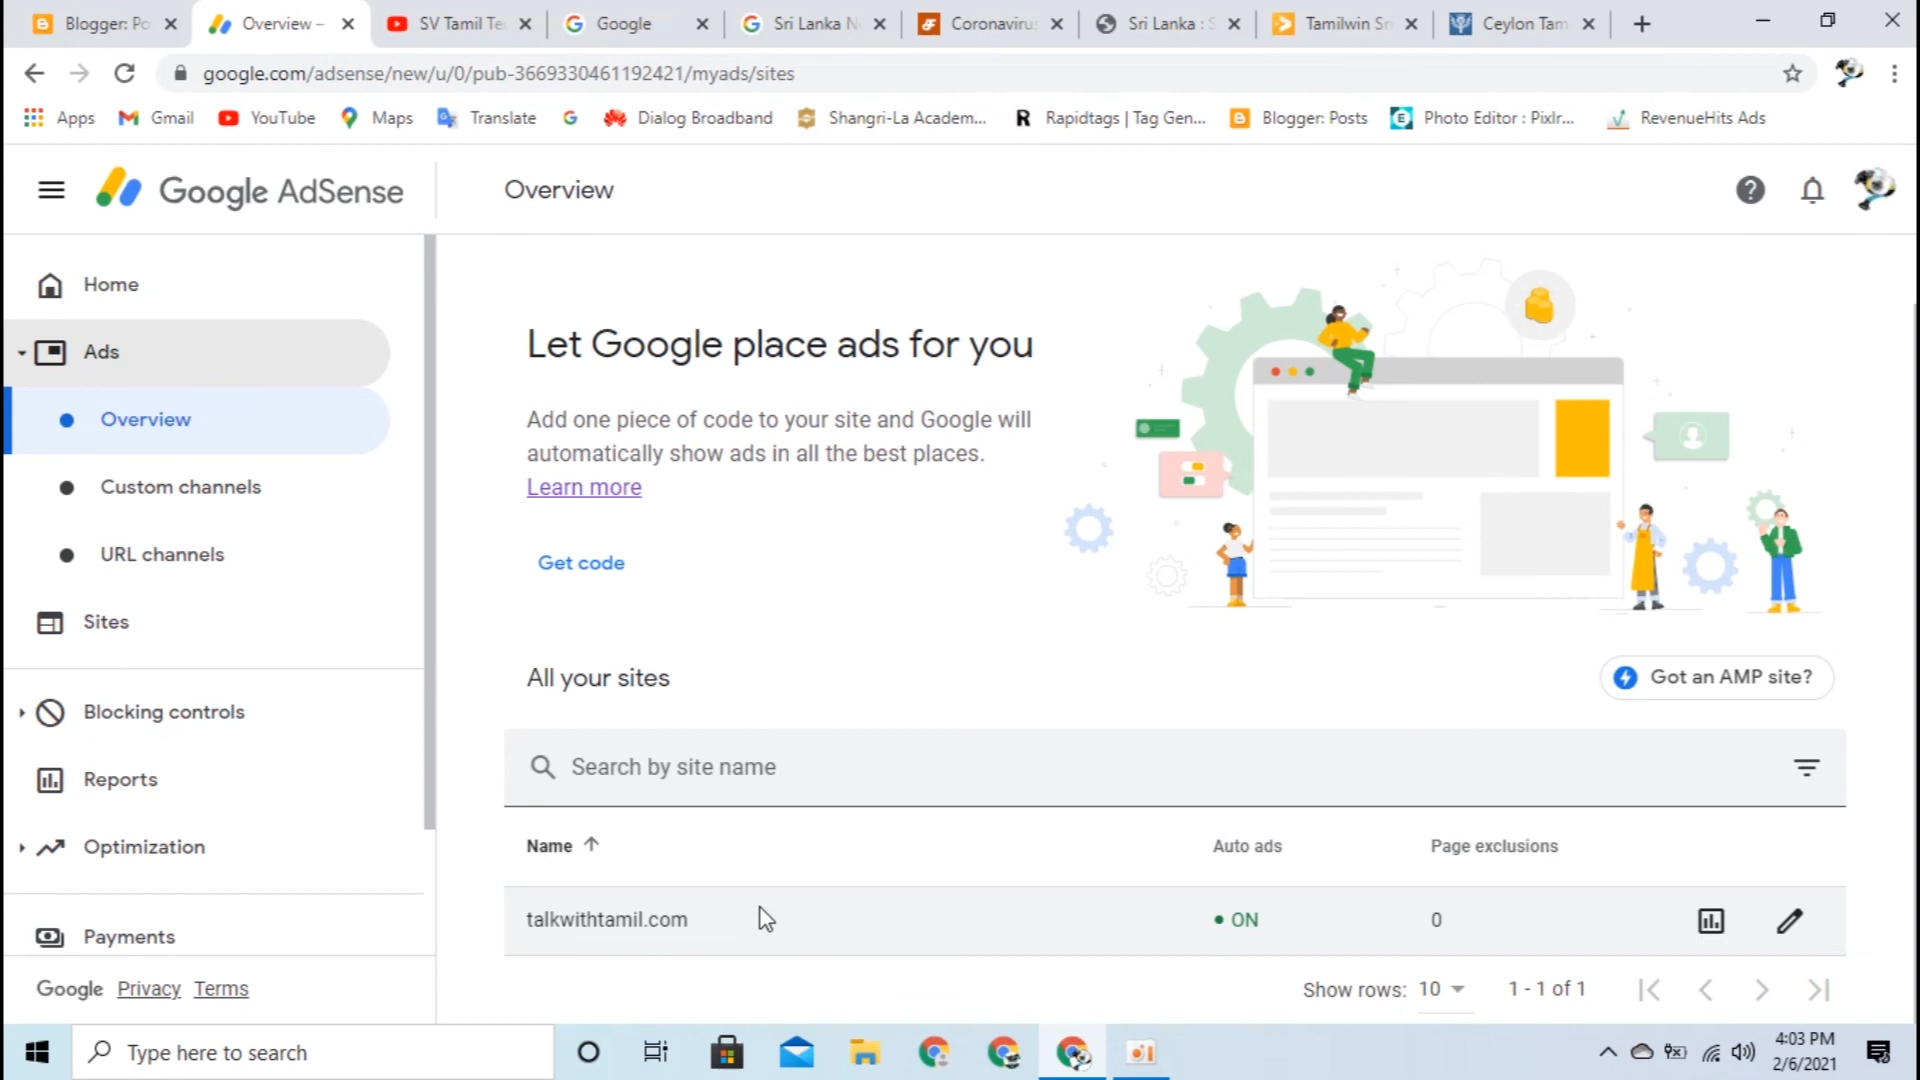 Blogger: Po
Overview –
SV Tamil Te
Google
Sri Lanka N
Coronaviru
Sri Lanka : S
Tamilwin Sr
Ceylon Tam
google.com/adsense/new/u/0/pub-3669330461192421/myads/sites
Apps
Gmail
YouTube
Maps
Translate
Dialog Broadband
Shangri-La Academ...
Rapidtags | Tag Gen...
Blogger: Posts
Photo Editor : Pixlr...
RevenueHits Ads
Google AdSense
Overview
Home
Ads
Overview
Custom channels
URL channels
Sites
Blocking controls
Reports
Optimization
Payments
Google Privacy Terms
Let Google place ads for you
Add one piece of code to your site and Google will
automatically show ads in all the best places.
Learn more
Get code
All your sites
Got an AMP site?
Search by site name
Name Auto ads Page exclusions
talkwithtamil.com ON 0
Show rows: 10 1 - 1 of 1
Type here to search
4:03 PM
2/6/2021